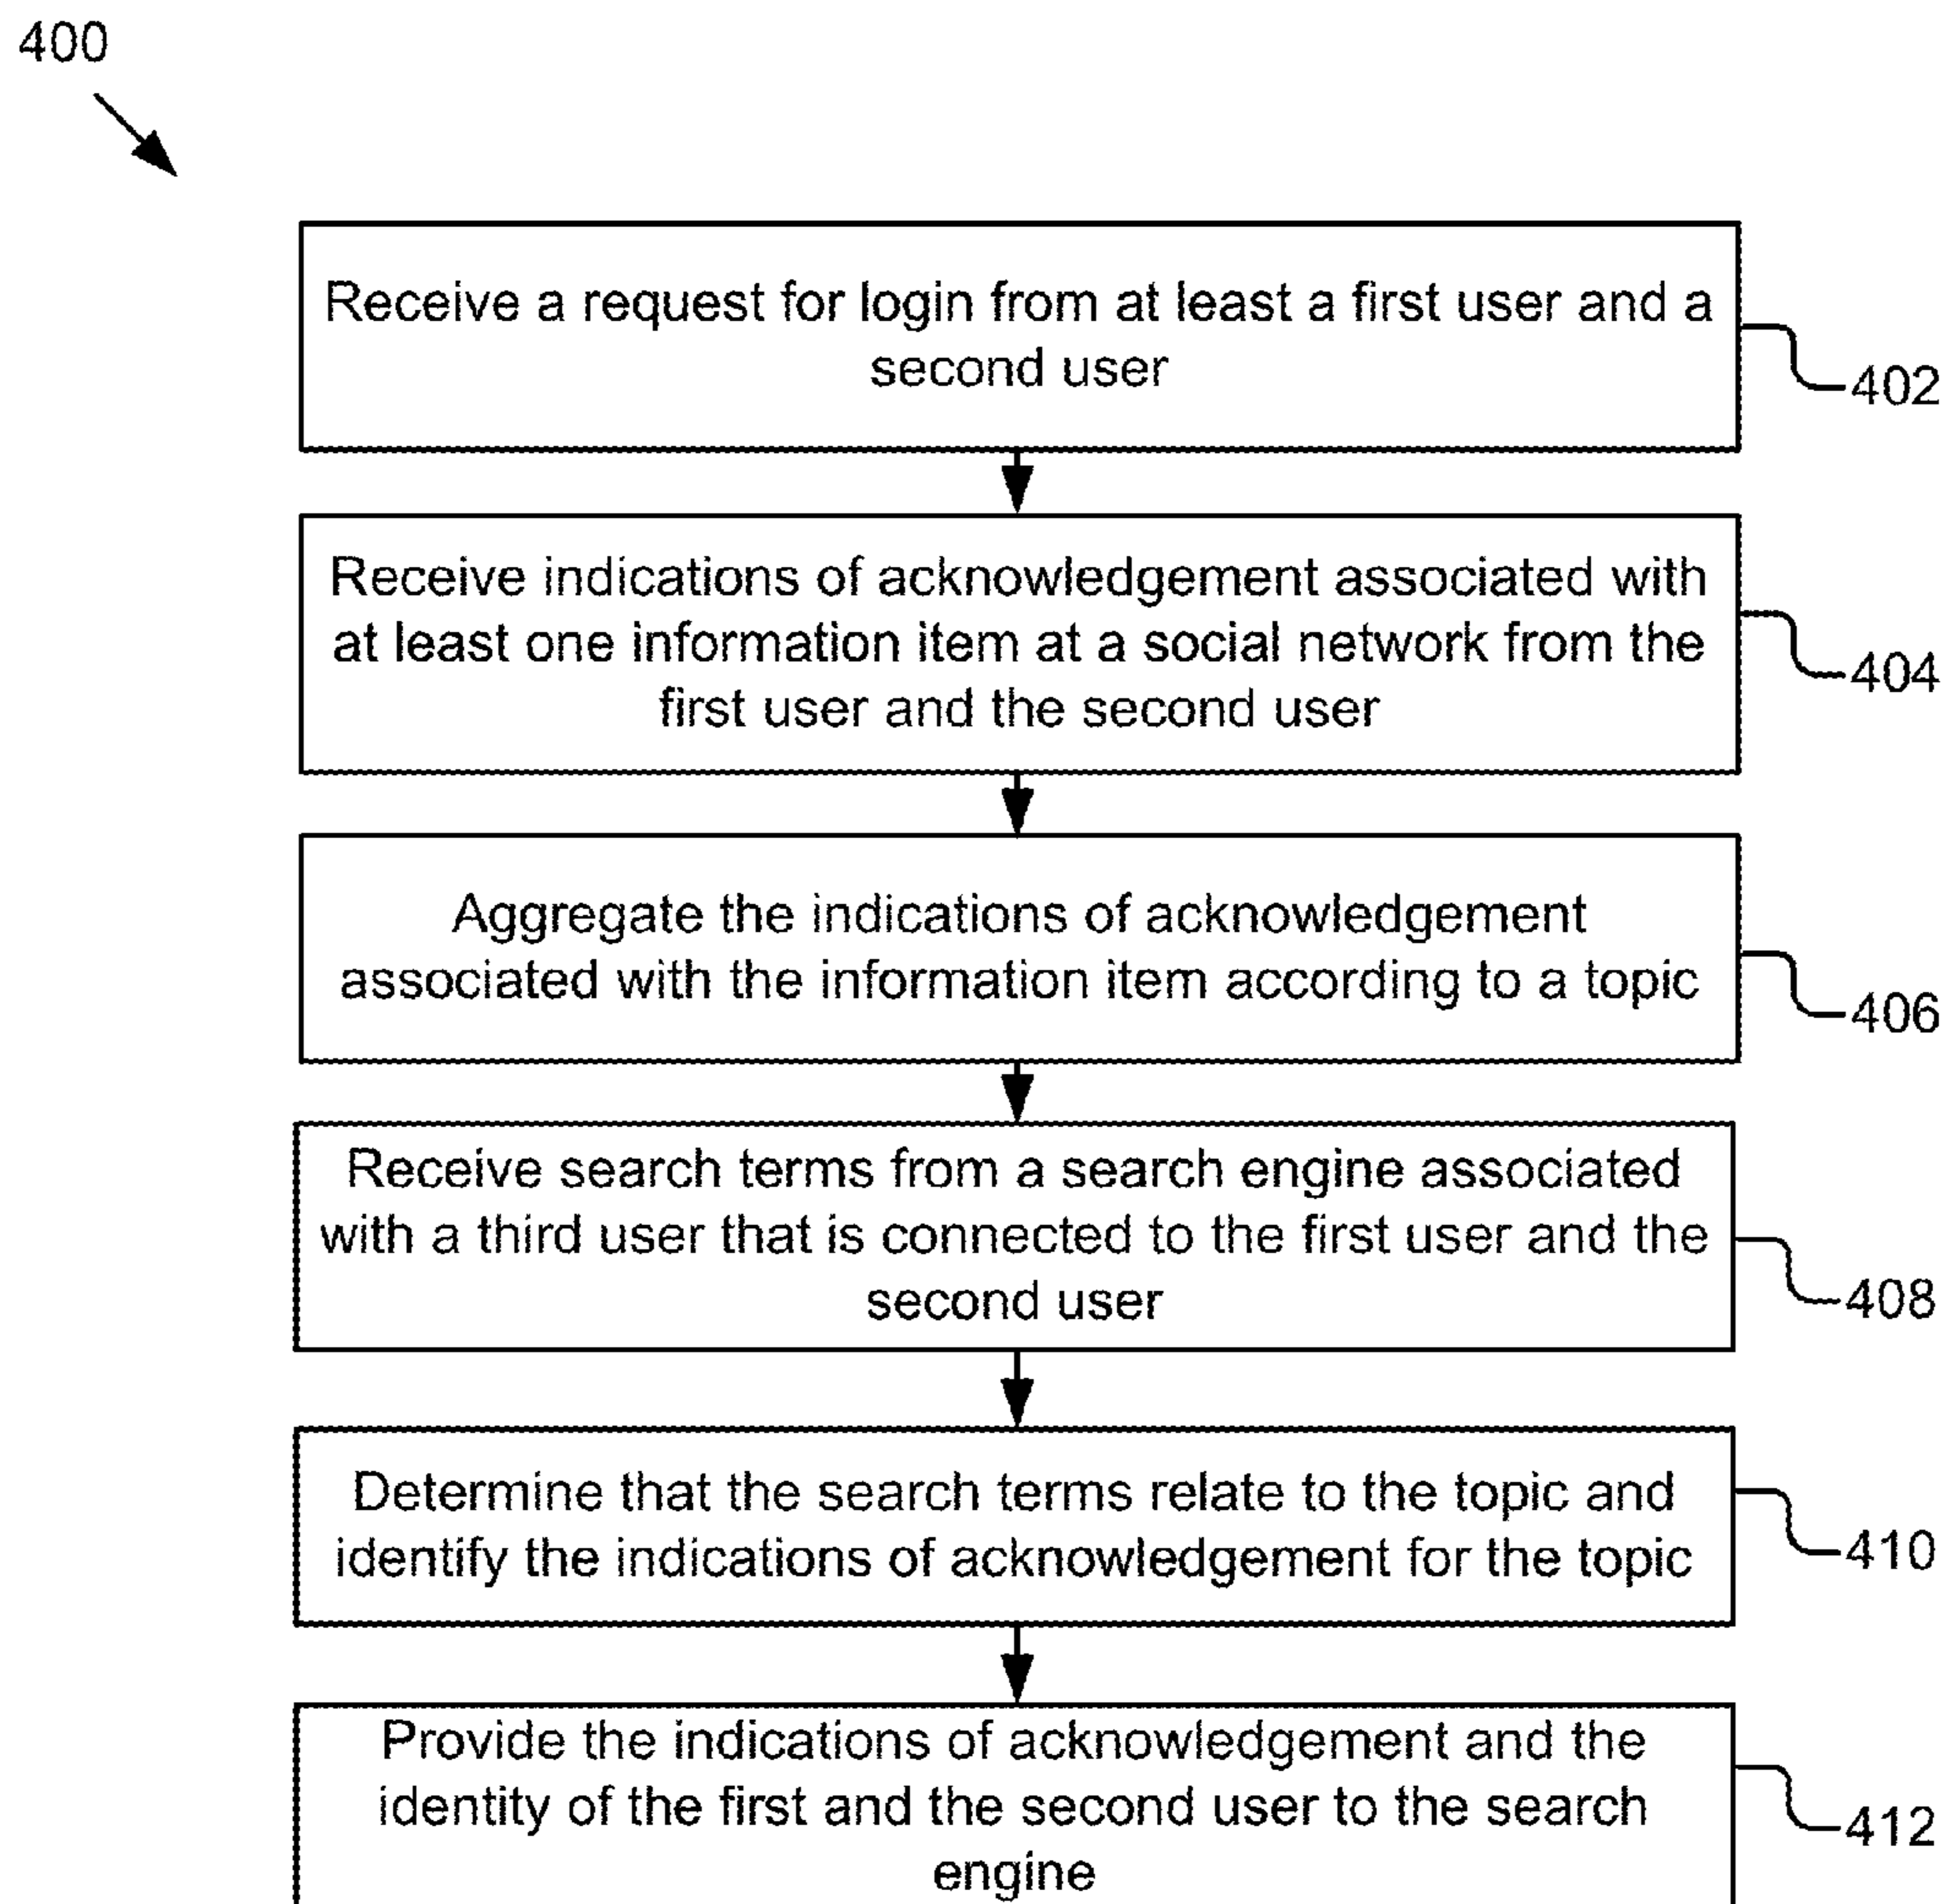 400
Receive a request for login from at least a first user and a
second user
402
Receive indications of acknowledgement associated with
at least one information item at a social network from the
first user and the second user
404
Aggregate the indications of acknowledgement
associated with the information item according to a topic
406
Receive search terms from a search engine associated
with a third user that is connected to the first user and the
second user
408
Determine that the search terms relate to the topic and
identify the indications of acknowledgement for the topic
410
Provide the indications of acknowledgement and the
identity of the first and the second user to the search
engine
412